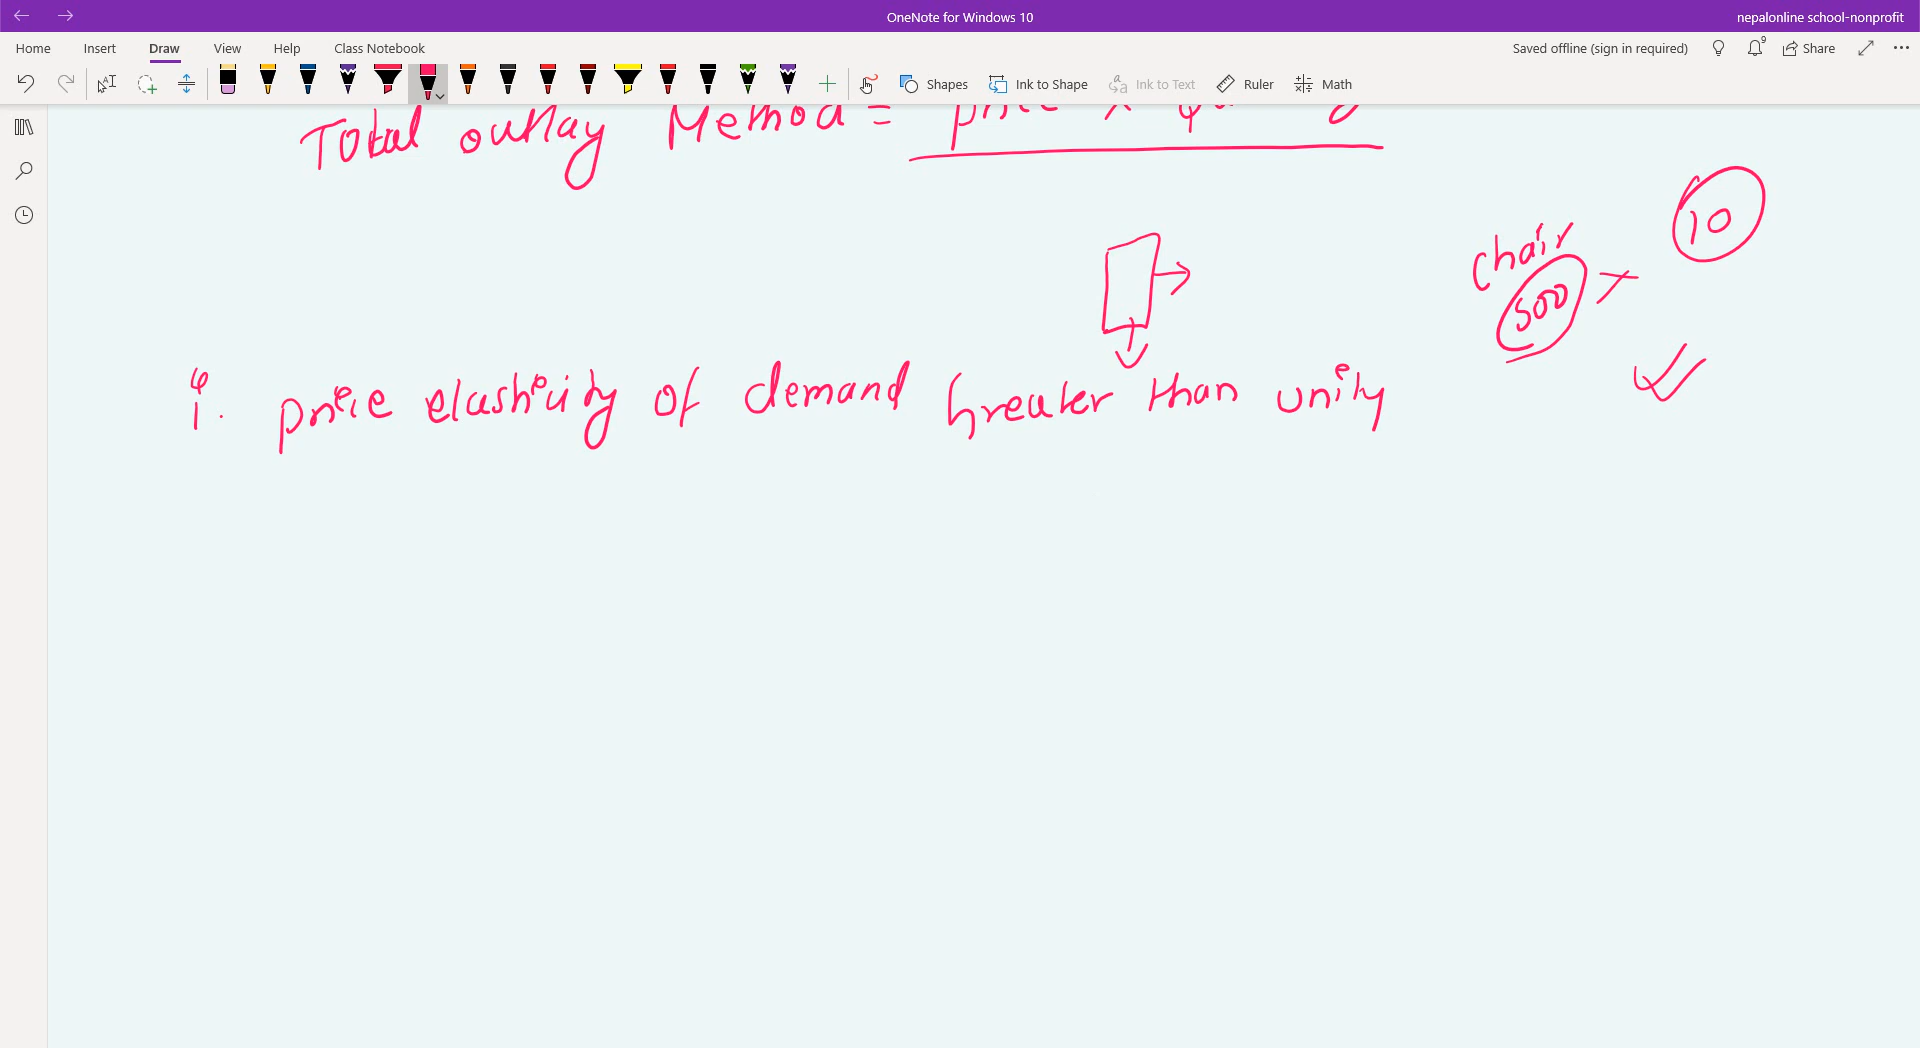 OneNote for Windows 10
nepalonline school-nonprofit
Home Insert Draw View Help Class Notebook
Saved offline (sign in required) 9 Share
Shapes Ink to Shape Ink to Text Ruler Math
Total outlay Method = price x
10
chair
500 x
i. price elasticity of demand Greater than unity